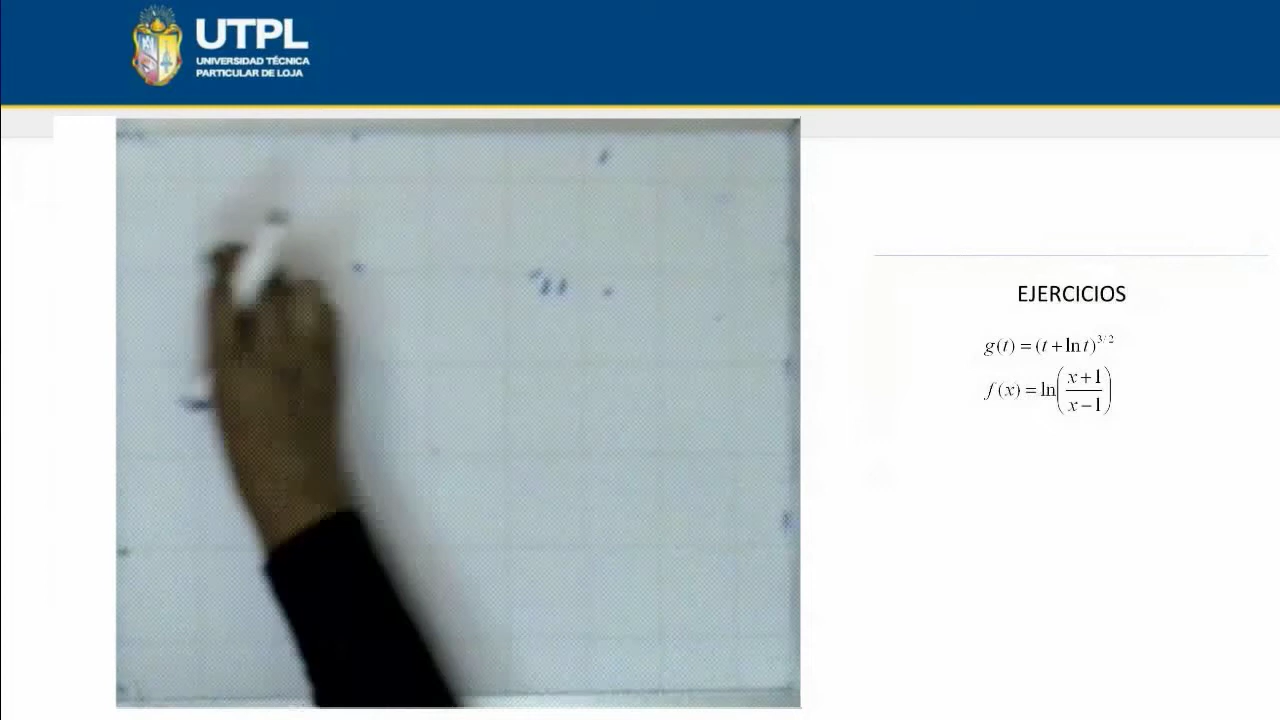 UTPL
UNIVERSIDAD TÉCNICA
PARTICULAR DE LOJA
EJERCICIOS
g(t) = (t + ln t)^{3/2}
f(x) = ln((x+1)/(x−1))